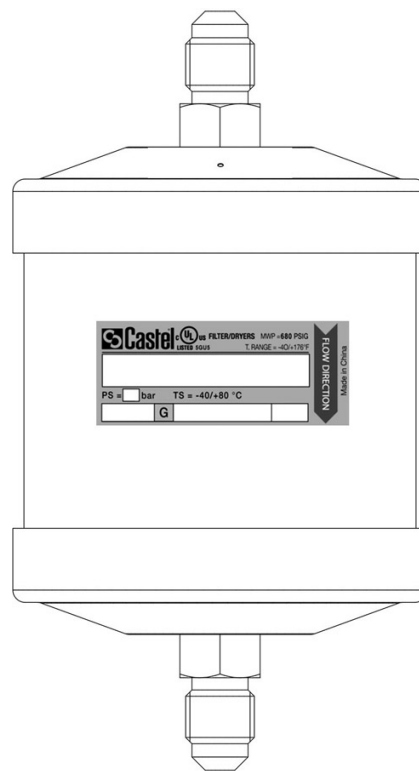 Castel c UL us FILTER/DRYERS MWP =680 PSIG
LISTED SGUS T. RANGE = -40/+176°F
PS = bar TS = -40/+80 °C
G
FLOW DIRECTION
Made in China